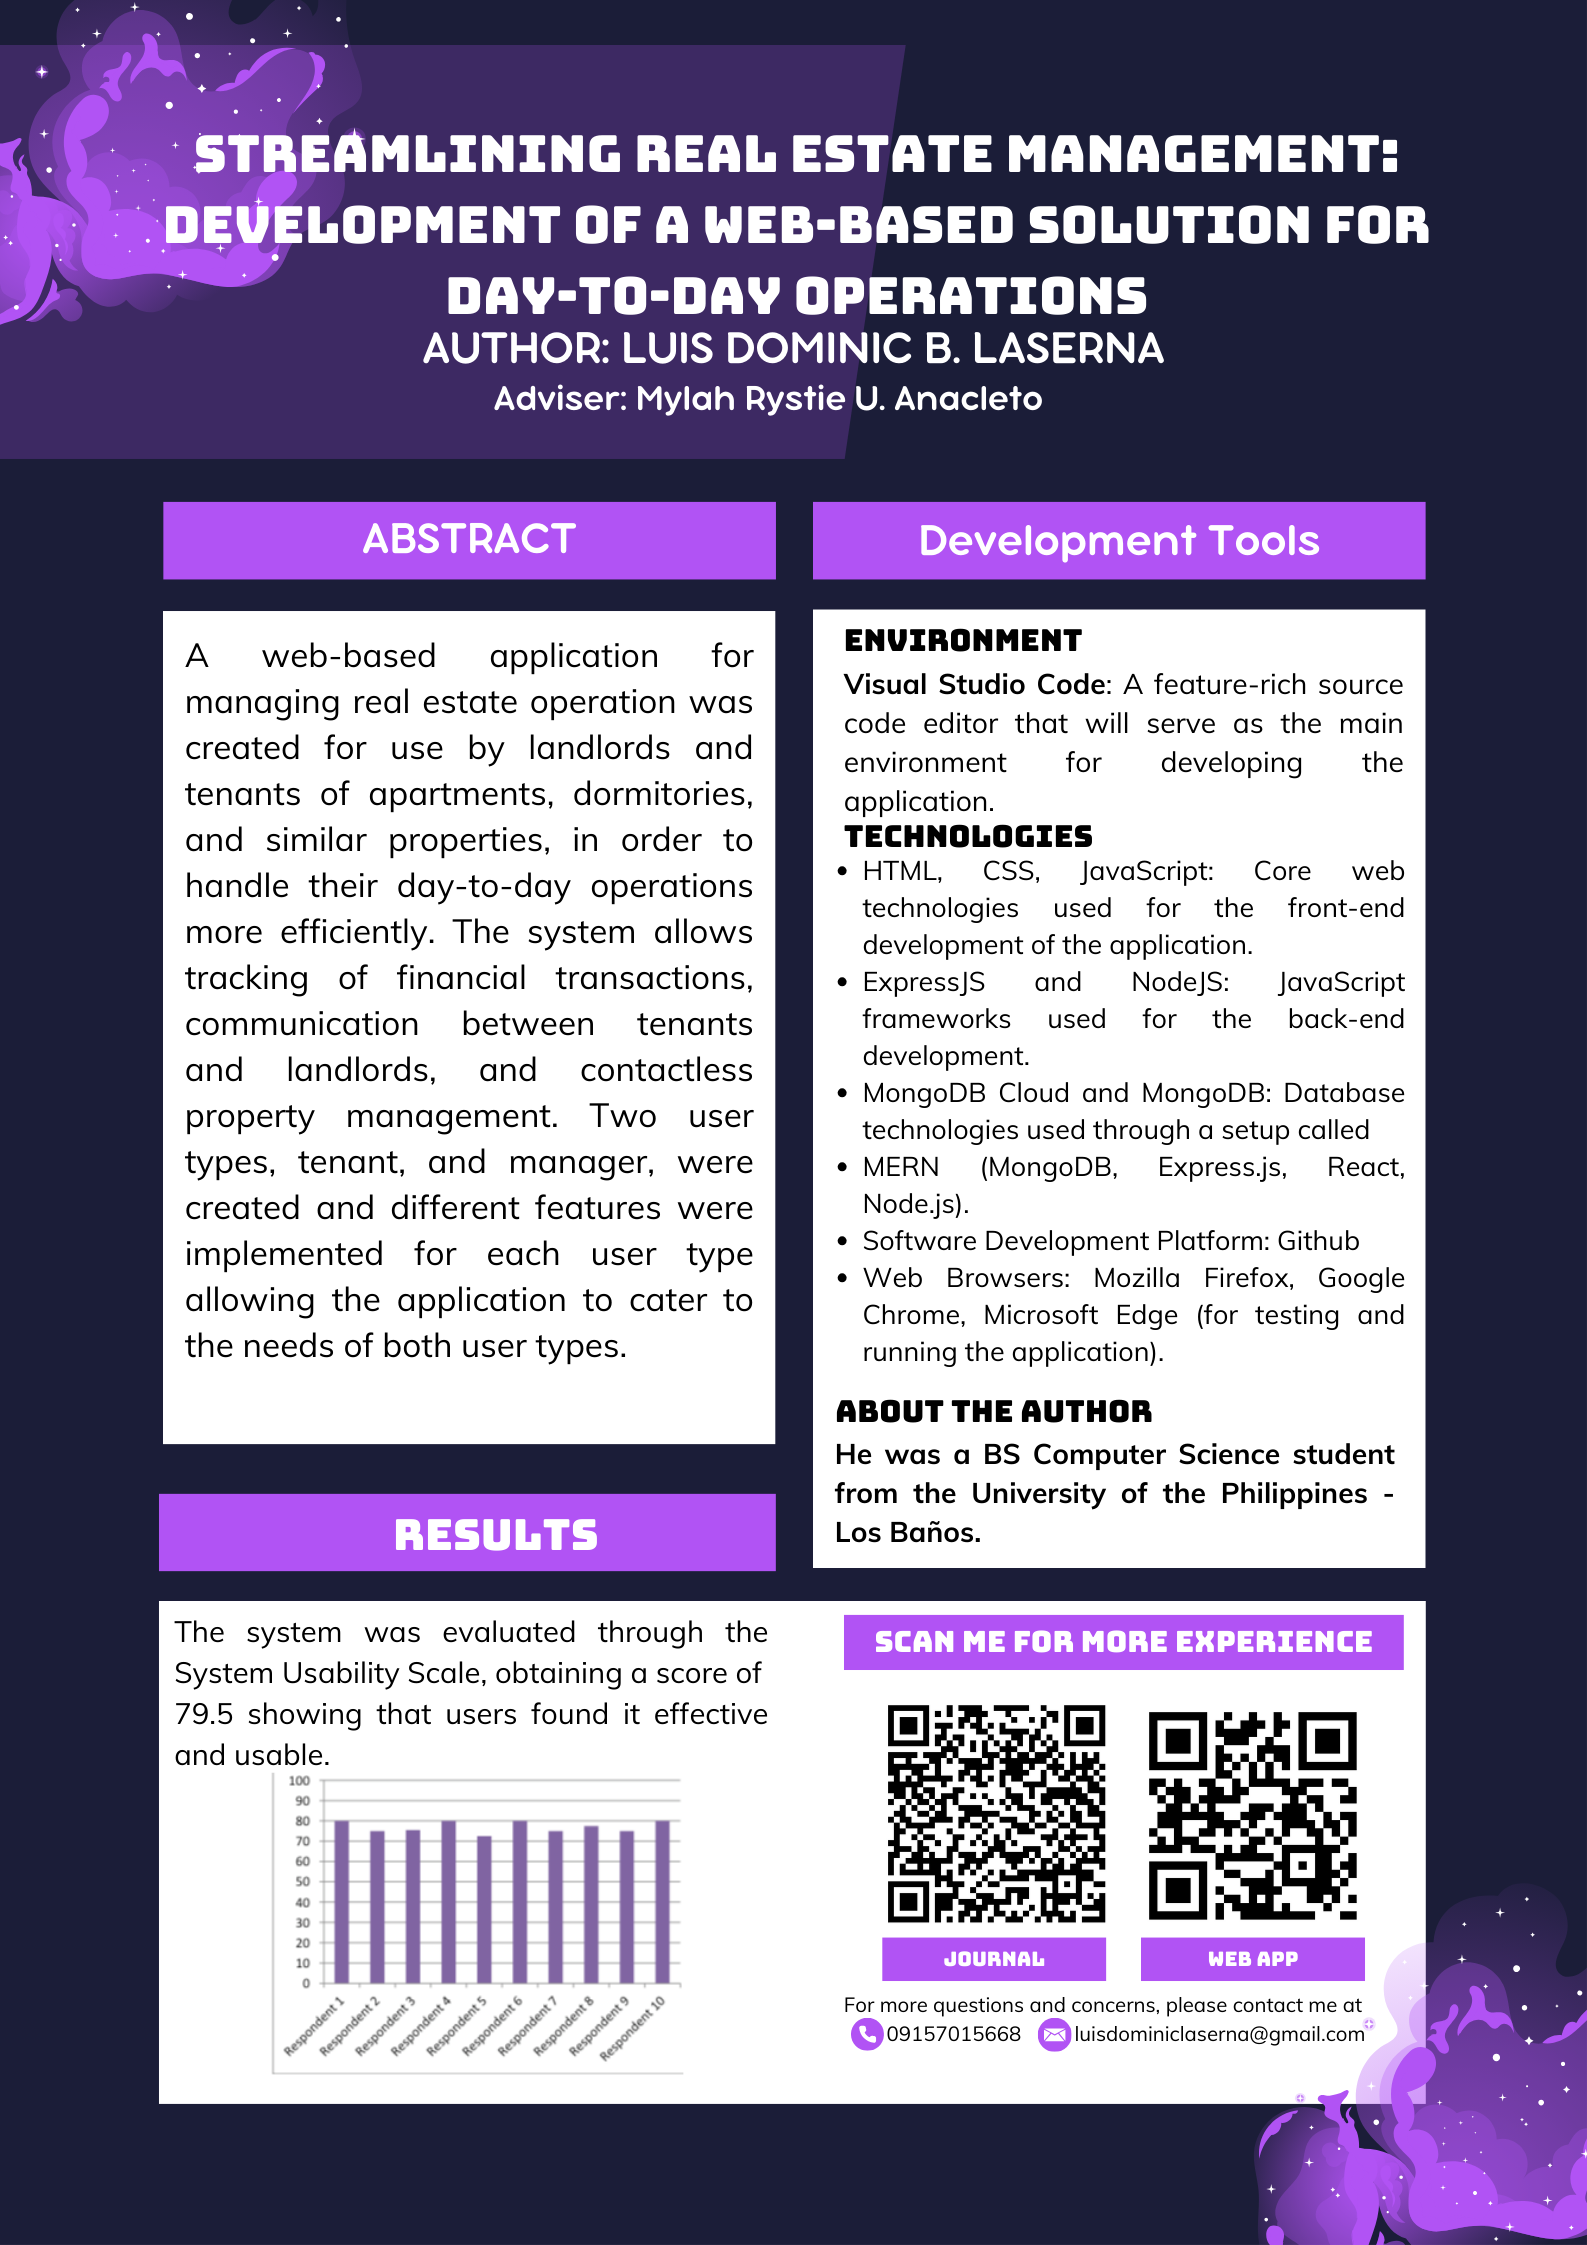 STREAMLINING REAL ESTATE MANAGEMENT:
DEVELOPMENT OF A WEB-BASED SOLUTION FOR
DAY-TO-DAY OPERATIONS
AUTHOR: LUIS DOMINIC B. LASERNA
Adviser: Mylah Rystie U. Anacleto
ABSTRACT
A web-based application for
managing real estate operation was
created for use by landlords and
tenants of apartments, dormitories,
and similar properties, in order to
handle their day-to-day operations
more efficiently. The system allows
tracking of financial transactions,
communication between tenants
and landlords, and contactless
property management. Two user
types, tenant, and manager, were
created and different features were
implemented for each user type
allowing the application to cater to
the needs of both user types.
Development Tools
ENVIRONMENT
Visual Studio Code: A feature-rich source
code editor that will serve as the main
environment for developing the
application.
TECHNOLOGIES
• HTML, CSS, JavaScript: Core web
technologies used for the front-end
development of the application.
• ExpressJS and NodeJS: JavaScript
frameworks used for the back-end
development.
• MongoDB Cloud and MongoDB: Database
technologies used through a setup called
• MERN (MongoDB, Express.js, React,
Node.js).
• Software Development Platform: Github
• Web Browsers: Mozilla Firefox, Google
Chrome, Microsoft Edge (for testing and
running the application).
ABOUT THE AUTHOR
He was a BS Computer Science student
from the University of the Philippines -
Los Baños.
RESULTS
The system was evaluated through the
System Usability Scale, obtaining a score of
79.5 showing that users found it effective
and usable.
100
90
80
70
60
50
40
30
20
10
0
Respondent 1
Respondent 2
Respondent 3
Respondent 4
Respondent 5
Respondent 6
Respondent 7
Respondent 8
Respondent 9
Respondent 10
SCAN ME FOR MORE EXPERIENCE
JOURNAL
WEB APP
For more questions and concerns, please contact me at
09157015668 luisdominiclaserna@gmail.com